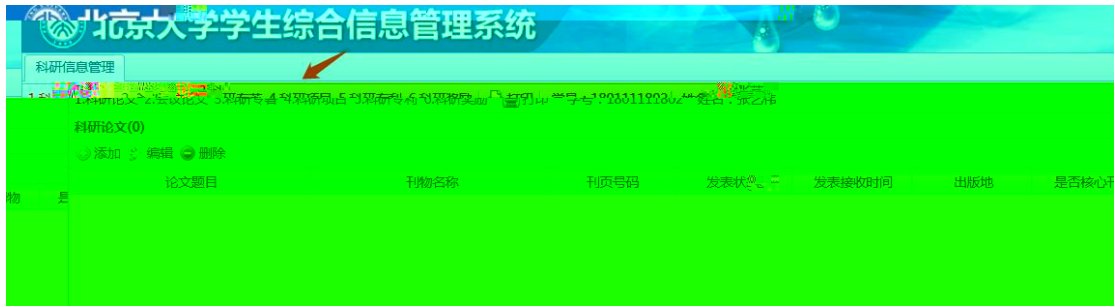 北京大学学生综合信息管理系统
科研信息管理
1.科研论文 2.会议论文 3.科研专著 4.科研项目 5.科研专利 6.科研奖励 打印 学号：1801111802 姓名：张艺伟
科研论文(0)
添加 编辑 删除
论文题目 刊物名称 刊页号码 发表状 发表接收时间 出版地 是否核心刊